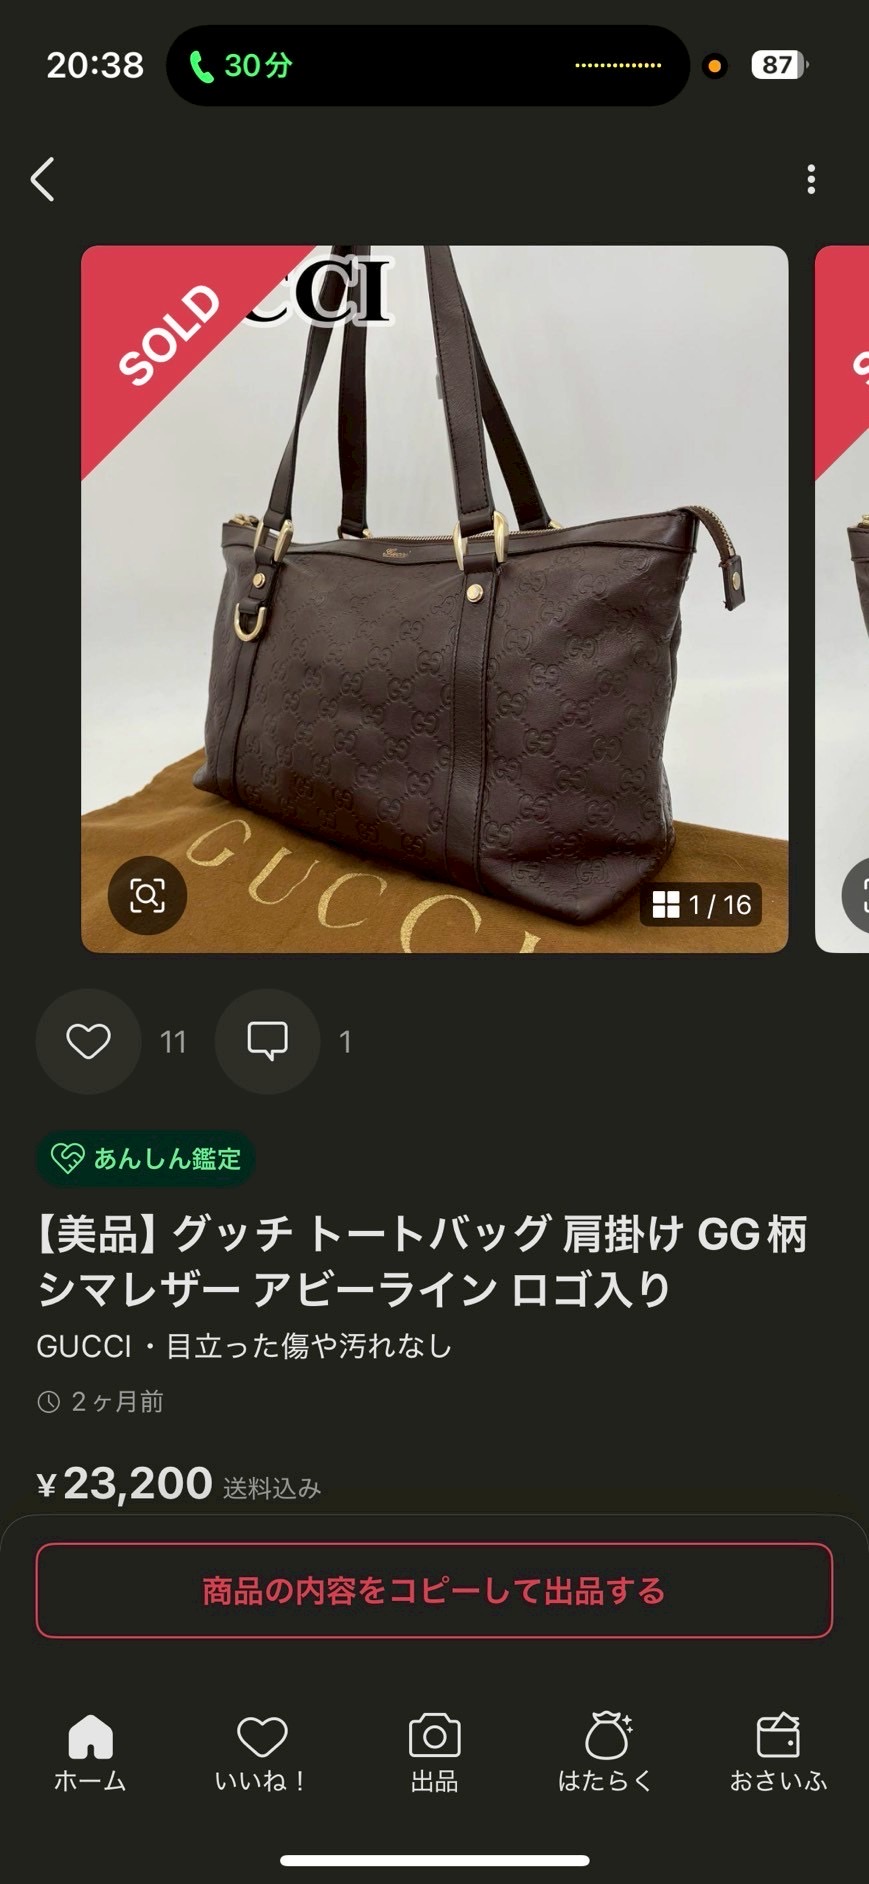 20:38
30分
87
SOLD
CCI
GUCCI
1 / 16
11
1
あんしん鑑定
【美品】グッチ トートバッグ 肩掛け GG柄
シマレザー アビーライン ロゴ入り
GUCCI・目立った傷や汚れなし
2ヶ月前
¥23,200 送料込み
商品の内容をコピーして出品する
ホーム
いいね！
出品
はたらく
おさいふ